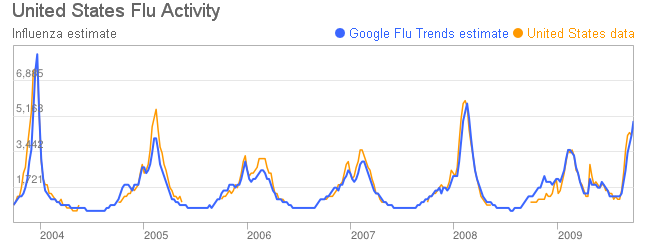 United States Flu Activity
Influenza estimate
Google Flu Trends estimate United States data
6,885
5,163
3,442
1,721
2004 2005 2006 2007 2008 2009